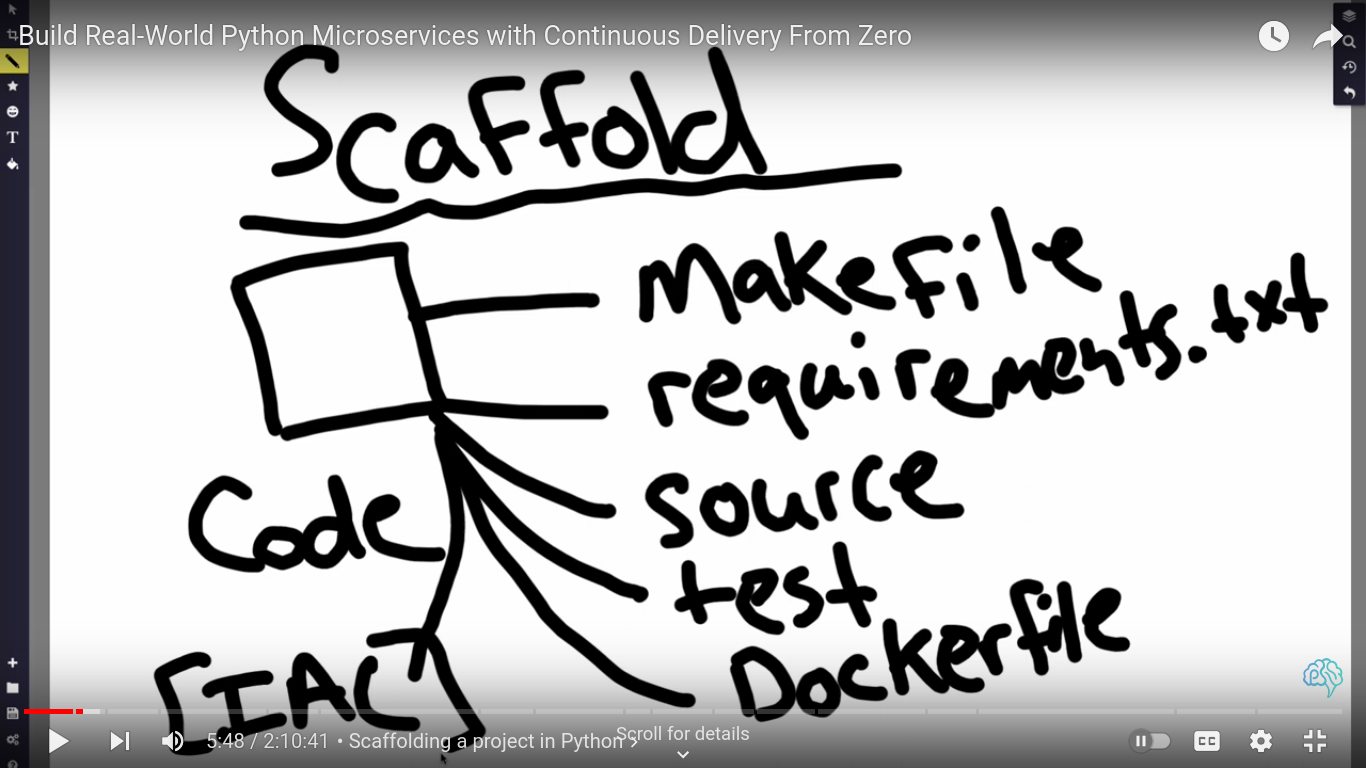 Build Real-World Python Microservices with Continuous Delivery From Zero
Scaffold
Makefile
requirements.txt
Code
source
test
Dockerfile
[IAC]
T
5:48 / 2:10:41 • Scaffolding a project in Python ›
Scroll for details
CC